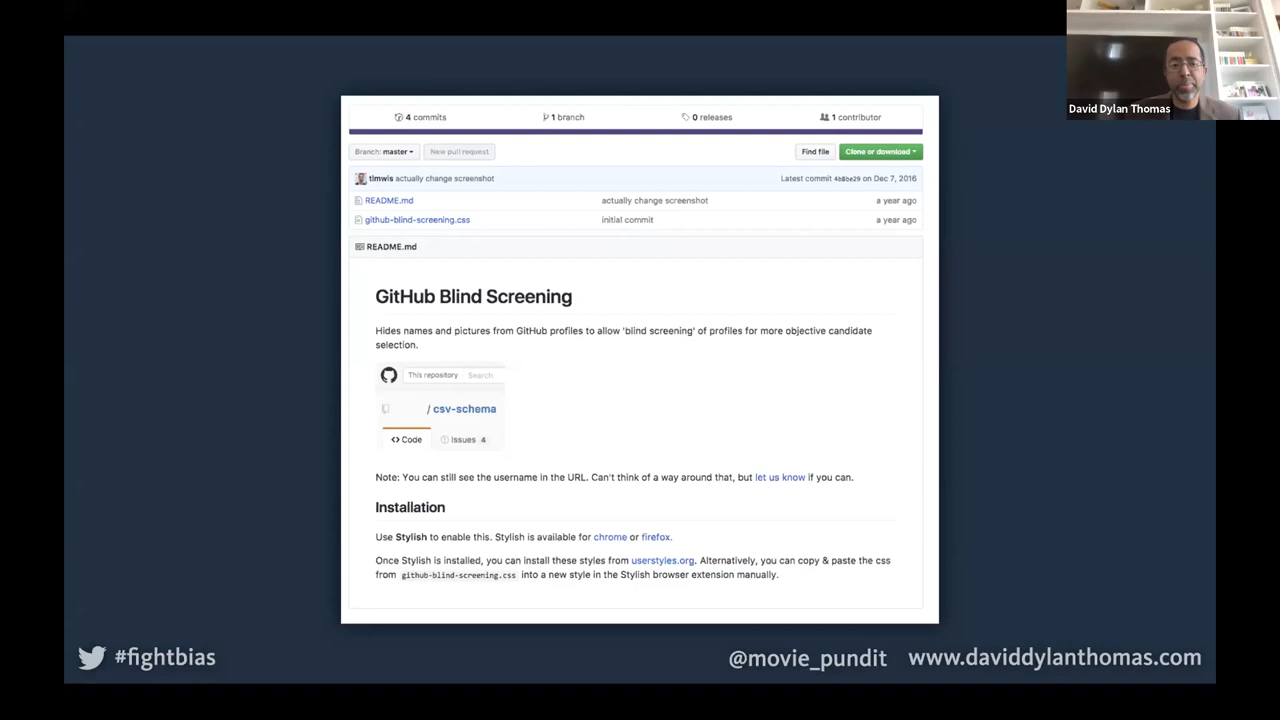 David Dylan Thomas
4 commits 1 branch 0 releases 1 contributor
Branch: master New pull request Find file Clone or download
timwis actually change screenshot Latest commit 4b8be29 on Dec 7, 2016
README.md actually change screenshot a year ago
github-blind-screening.css initial commit a year ago
README.md
GitHub Blind Screening
Hides names and pictures from GitHub profiles to allow 'blind screening' of profiles for more objective candidate
selection.
This repository Search
/ csv-schema
Code Issues 4
Note: You can still see the username in the URL. Can't think of a way around that, but let us know if you can.
Installation
Use Stylish to enable this. Stylish is available for chrome or firefox.
Once Stylish is installed, you can install these styles from userstyles.org. Alternatively, you can copy & paste the css
from github-blind-screening.css into a new style in the Stylish browser extension manually.
#fightbias @movie_pundit www.daviddylanthomas.com